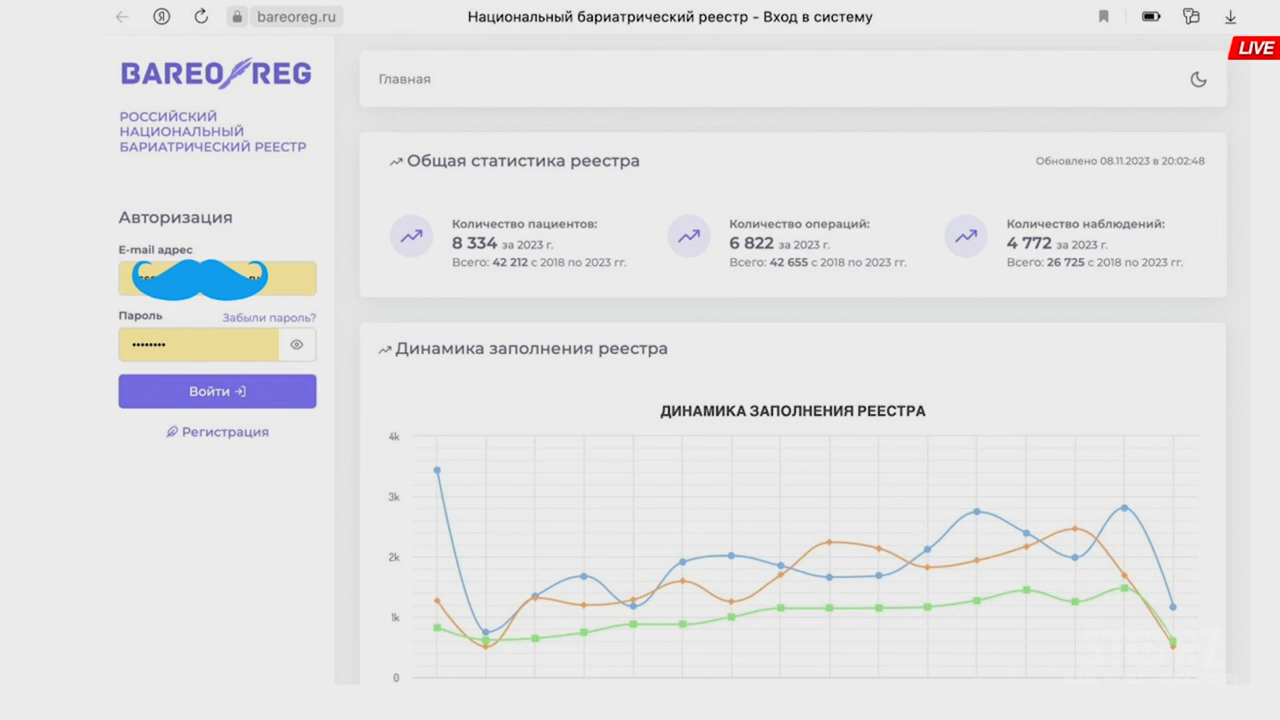 bareoreg.ru
Национальный бариатрический реестр - Вход в систему
LIVE
BAREO REG
РОССИЙСКИЙ
НАЦИОНАЛЬНЫЙ
БАРИАТРИЧЕСКИЙ РЕЕСТР
Авторизация
E-mail адрес
Пароль
Забыли пароль?
••••••••
Войти
Регистрация
Главная
Общая статистика реестра
Обновлено 08.11.2023 в 20:02:48
Количество пациентов:
8 334 за 2023 г.
Всего: 42 212 с 2018 по 2023 гг.
Количество операций:
6 822 за 2023 г.
Всего: 42 655 с 2018 по 2023 гг.
Количество наблюдений:
4 772 за 2023 г.
Всего: 26 725 с 2018 по 2023 гг.
Динамика заполнения реестра
ДИНАМИКА ЗАПОЛНЕНИЯ РЕЕСТРА
4k
3k
2k
1k
0